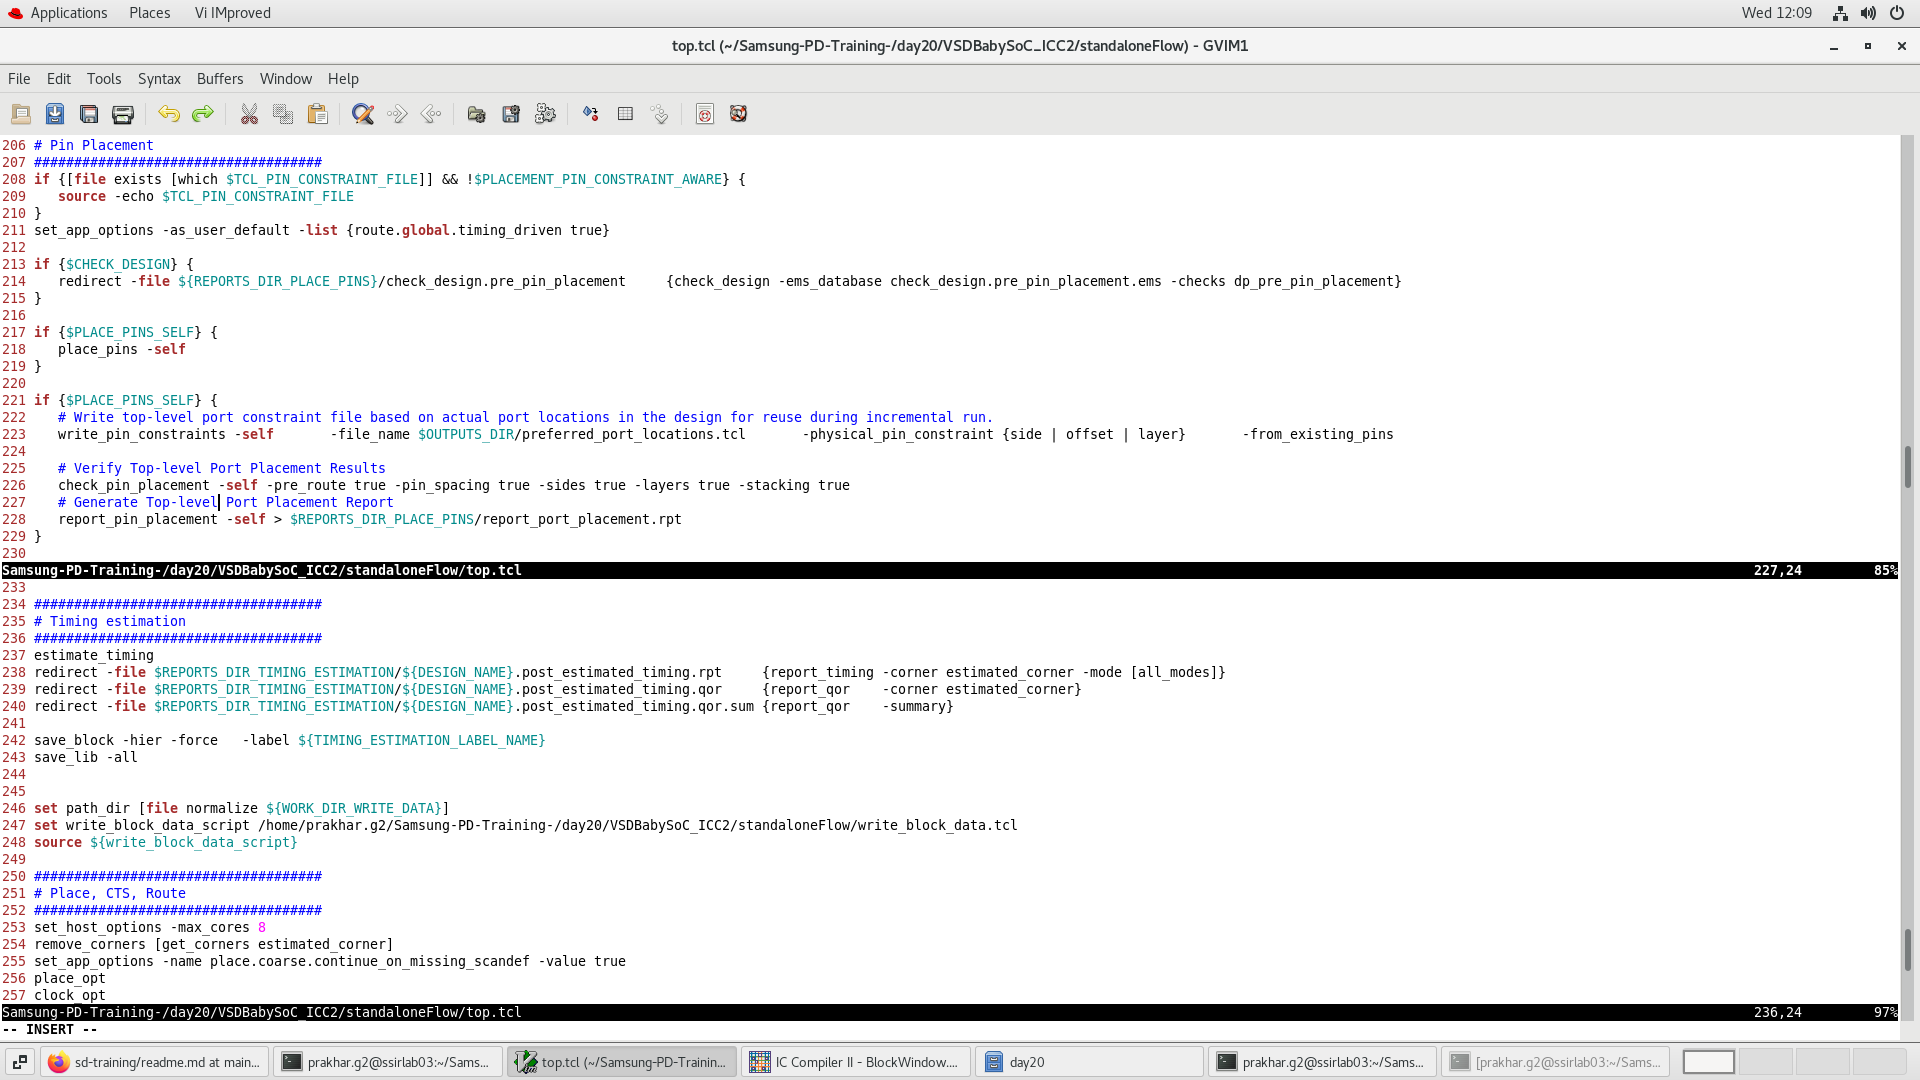 Applications Places Vi IMproved Wed 12:09
top.tcl (~/Samsung-PD-Training-/day20/VSDBabySoC_ICC2/standaloneFlow) - GVIM1
File Edit Tools Syntax Buffers Window Help
206 # Pin Placement
207 ####################################
208 if {[file exists [which $TCL_PIN_CONSTRAINT_FILE]] && !$PLACEMENT_PIN_CONSTRAINT_AWARE} {
209    source -echo $TCL_PIN_CONSTRAINT_FILE
210 }
211 set_app_options -as_user_default -list {route.global.timing_driven true}
212
213 if {$CHECK_DESIGN} {
214    redirect -file ${REPORTS_DIR_PLACE_PINS}/check_design.pre_pin_placement     {check_design -ems_database check_design.pre_pin_placement.ems -checks dp_pre_pin_placement}
215 }
216
217 if {$PLACE_PINS_SELF} {
218    place_pins -self
219 }
220
221 if {$PLACE_PINS_SELF} {
222    # Write top-level port constraint file based on actual port locations in the design for reuse during incremental run.
223    write_pin_constraints -self       -file_name $OUTPUTS_DIR/preferred_port_locations.tcl       -physical_pin_constraint {side | offset | layer}       -from_existing_pins
224
225    # Verify Top-level Port Placement Results
226    check_pin_placement -self -pre_route true -pin_spacing true -sides true -layers true -stacking true
227    # Generate Top-level Port Placement Report
228    report_pin_placement -self > $REPORTS_DIR_PLACE_PINS/report_port_placement.rpt
229 }
230
Samsung-PD-Training-/day20/VSDBabySoC_ICC2/standaloneFlow/top.tcl 227,24 85%
233
234 ####################################
235 # Timing estimation
236 ####################################
237 estimate_timing
238 redirect -file $REPORTS_DIR_TIMING_ESTIMATION/${DESIGN_NAME}.post_estimated_timing.rpt     {report_timing -corner estimated_corner -mode [all_modes]}
239 redirect -file $REPORTS_DIR_TIMING_ESTIMATION/${DESIGN_NAME}.post_estimated_timing.qor     {report_qor    -corner estimated_corner}
240 redirect -file $REPORTS_DIR_TIMING_ESTIMATION/${DESIGN_NAME}.post_estimated_timing.qor.sum {report_qor    -summary}
241
242 save_block -hier -force   -label ${TIMING_ESTIMATION_LABEL_NAME}
243 save_lib -all
244
245
246 set path_dir [file normalize ${WORK_DIR_WRITE_DATA}]
247 set write_block_data_script /home/prakhar.g2/Samsung-PD-Training-/day20/VSDBabySoC_ICC2/standaloneFlow/write_block_data.tcl
248 source ${write_block_data_script}
249
250 ####################################
251 # Place, CTS, Route
252 ####################################
253 set_host_options -max_cores 8
254 remove_corners [get_corners estimated_corner]
255 set_app_options -name place.coarse.continue_on_missing_scandef -value true
256 place_opt
257 clock_opt
Samsung-PD-Training-/day20/VSDBabySoC_ICC2/standaloneFlow/top.tcl 236,24 97%
-- INSERT --
sd-training/readme.md at main... prakhar.g2@ssirlab03:~/Sams... top.tcl (~/Samsung-PD-Trainin... IC Compiler II - BlockWindow.... day20 prakhar.g2@ssirlab03:~/Sams... [prakhar.g2@ssirlab03:~/Sams...